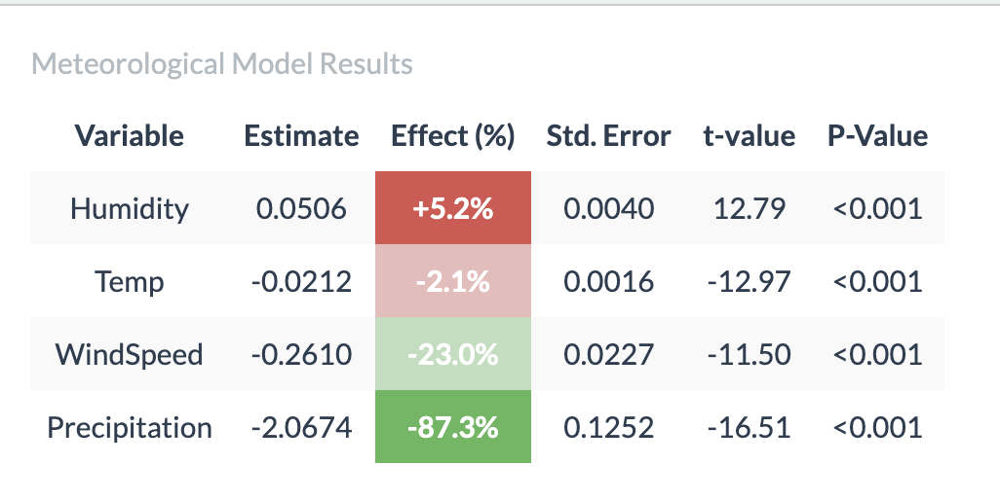 Meteorological Model Results
Variable Estimate Effect (%) Std. Error t-value P-Value
Humidity 0.0506 +5.2% 0.0040 12.79 <0.001
Temp -0.0212 -2.1% 0.0016 -12.97 <0.001
WindSpeed -0.2610 -23.0% 0.0227 -11.50 <0.001
Precipitation -2.0674 -87.3% 0.1252 -16.51 <0.001